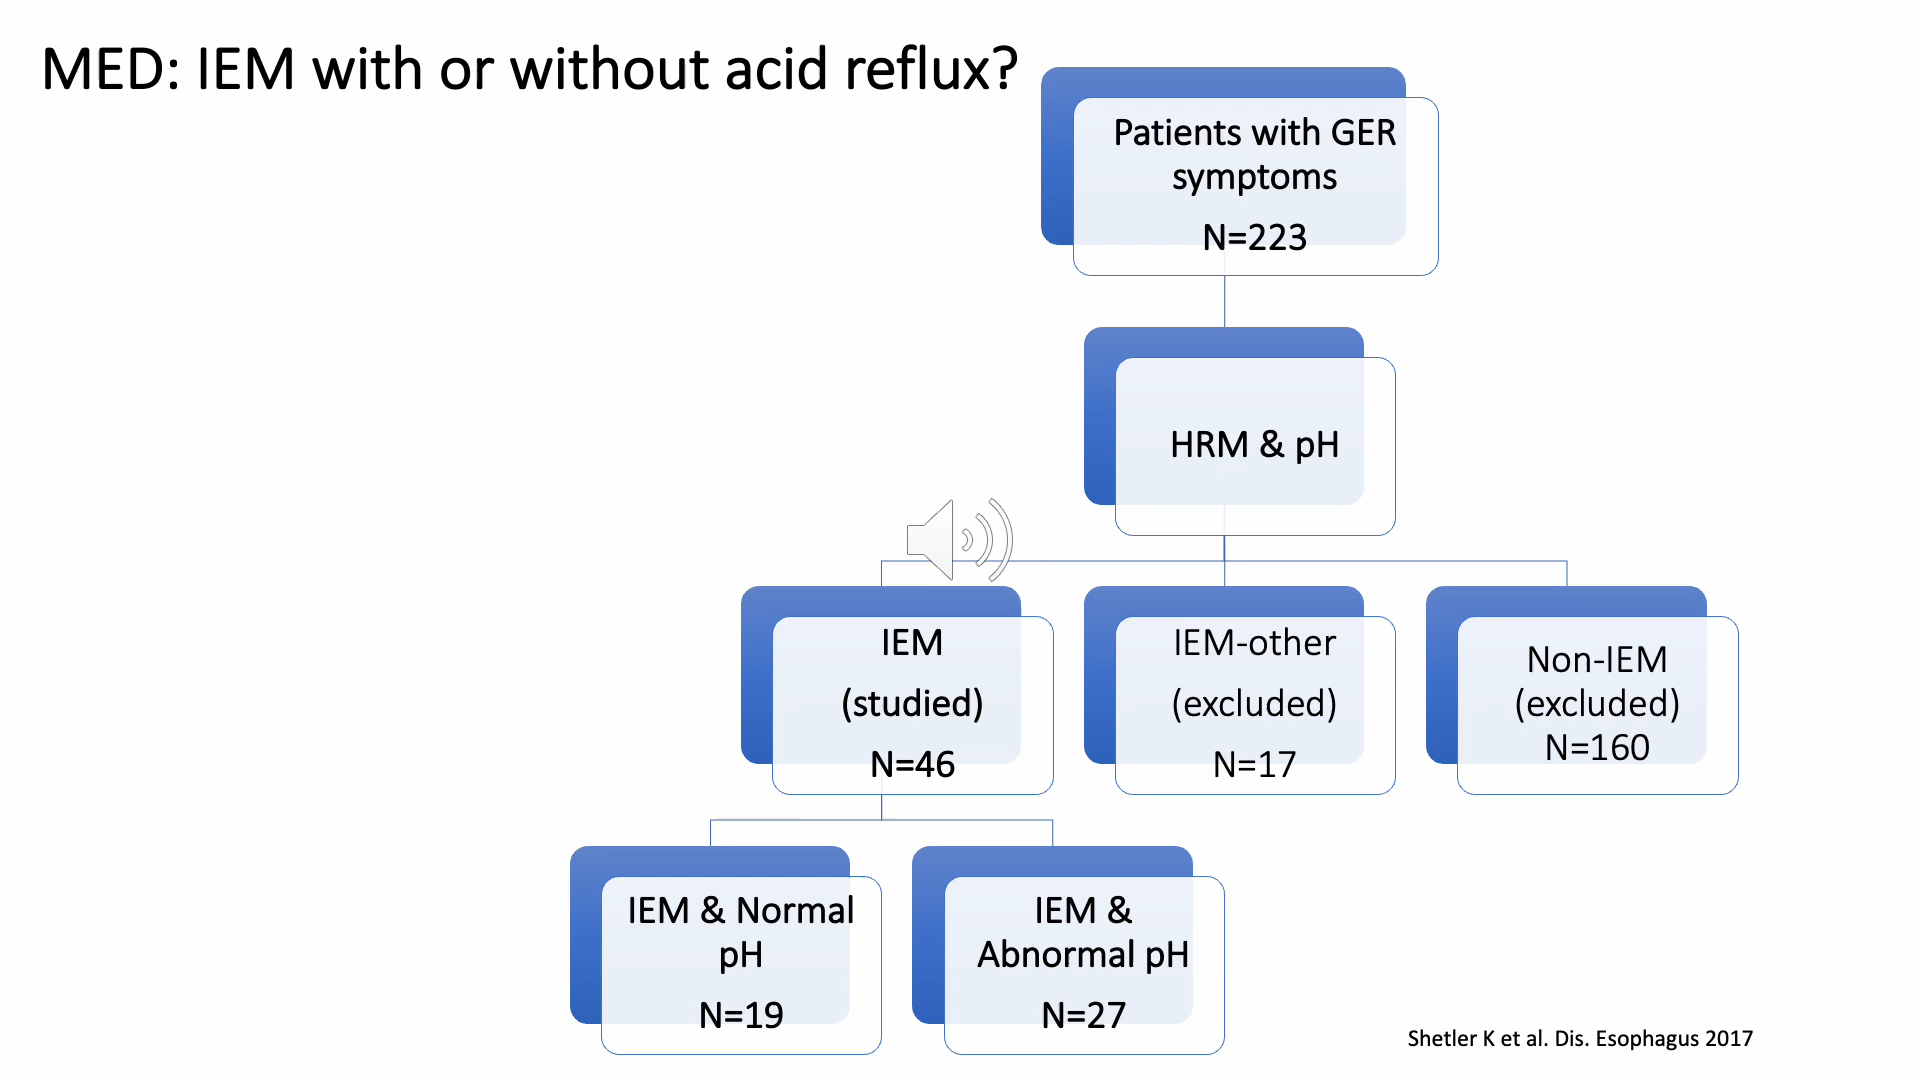 MED: IEM with or without acid reflux?
Patients with GER
symptoms
N=223
HRM & pH
IEM
(studied)
N=46
IEM-other
(excluded)
N=17
Non-IEM
(excluded)
N=160
IEM & Normal
pH
N=19
IEM &
Abnormal pH
N=27
Shetler K et al. Dis. Esophagus 2017